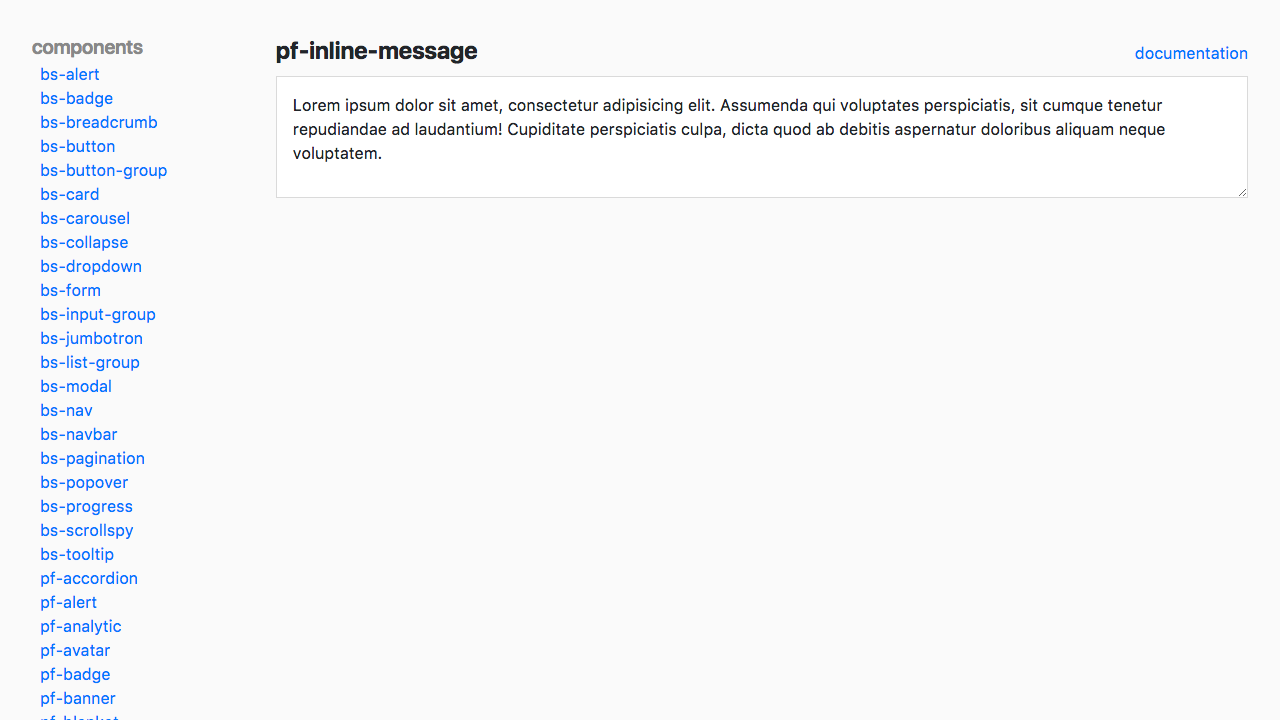 components
bs-alert
bs-badge
bs-breadcrumb
bs-button
bs-button-group
bs-card
bs-carousel
bs-collapse
bs-dropdown
bs-form
bs-input-group
bs-jumbotron
bs-list-group
bs-modal
bs-nav
bs-navbar
bs-pagination
bs-popover
bs-progress
bs-scrollspy
bs-tooltip
pf-accordion
pf-alert
pf-analytic
pf-avatar
pf-badge
pf-banner
pf-blanket
pf-inline-message
documentation
Lorem ipsum dolor sit amet, consectetur adipisicing elit. Assumenda qui voluptates perspiciatis, sit cumque tenetur
repudiandae ad laudantium! Cupiditate perspiciatis culpa, dicta quod ab debitis aspernatur doloribus aliquam neque
voluptatem.